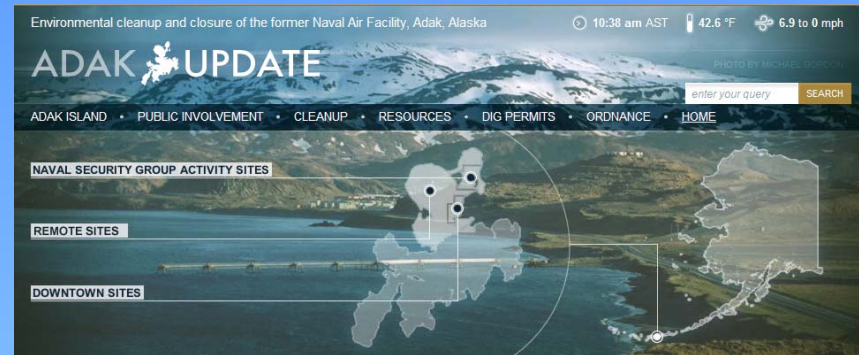 Environmental cleanup and closure of the former Naval Air Facility, Adak, Alaska
10:38 am AST 42.6 °F 6.9 to 0 mph
ADAK UPDATE
PHOTO BY MICHAEL GORDON
enter your query SEARCH
ADAK ISLAND • PUBLIC INVOLVEMENT • CLEANUP • RESOURCES • DIG PERMITS • ORDNANCE • HOME
NAVAL SECURITY GROUP ACTIVITY SITES
REMOTE SITES
DOWNTOWN SITES